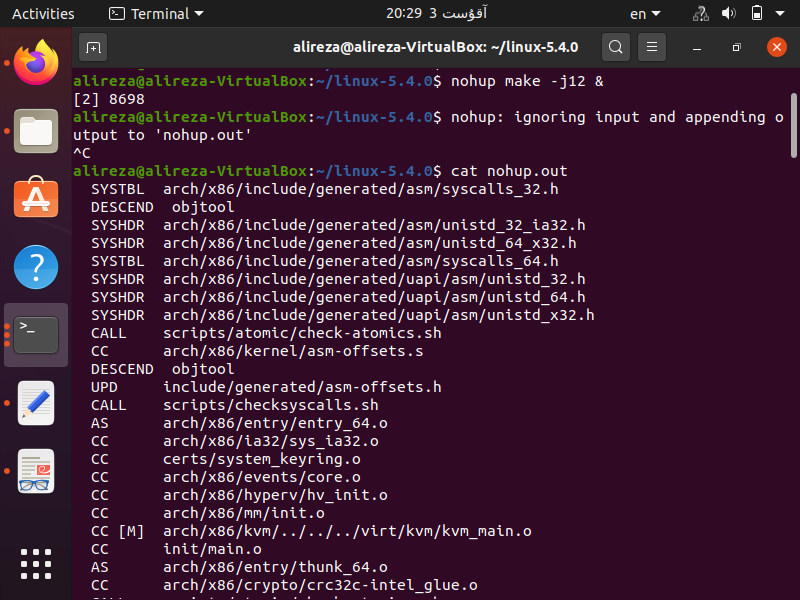 Activities
Terminal
20:29 3 آقۇست
en
alireza@alireza-VirtualBox: ~/linux-5.4.0
alireza@alireza-VirtualBox:~/linux-5.4.0$ nohup make -j12 &
[2] 8698
alireza@alireza-VirtualBox:~/linux-5.4.0$ nohup: ignoring input and appending o
utput to 'nohup.out'
^C
alireza@alireza-VirtualBox:~/linux-5.4.0$ cat nohup.out
SYSTBL arch/x86/include/generated/asm/syscalls_32.h
DESCEND objtool
SYSHDR arch/x86/include/generated/asm/unistd_32_ia32.h
SYSHDR arch/x86/include/generated/asm/unistd_64_x32.h
SYSTBL arch/x86/include/generated/asm/syscalls_64.h
SYSHDR arch/x86/include/generated/uapi/asm/unistd_32.h
SYSHDR arch/x86/include/generated/uapi/asm/unistd_64.h
SYSHDR arch/x86/include/generated/uapi/asm/unistd_x32.h
CALL scripts/atomic/check-atomics.sh
CC arch/x86/kernel/asm-offsets.s
DESCEND objtool
UPD include/generated/asm-offsets.h
CALL scripts/checksyscalls.sh
AS arch/x86/entry/entry_64.o
CC arch/x86/ia32/sys_ia32.o
CC certs/system_keyring.o
CC arch/x86/events/core.o
CC arch/x86/hyperv/hv_init.o
CC arch/x86/mm/init.o
CC [M] arch/x86/kvm/../../../virt/kvm/kvm_main.o
CC init/main.o
AS arch/x86/entry/thunk_64.o
CC arch/x86/crypto/crc32c-intel_glue.o